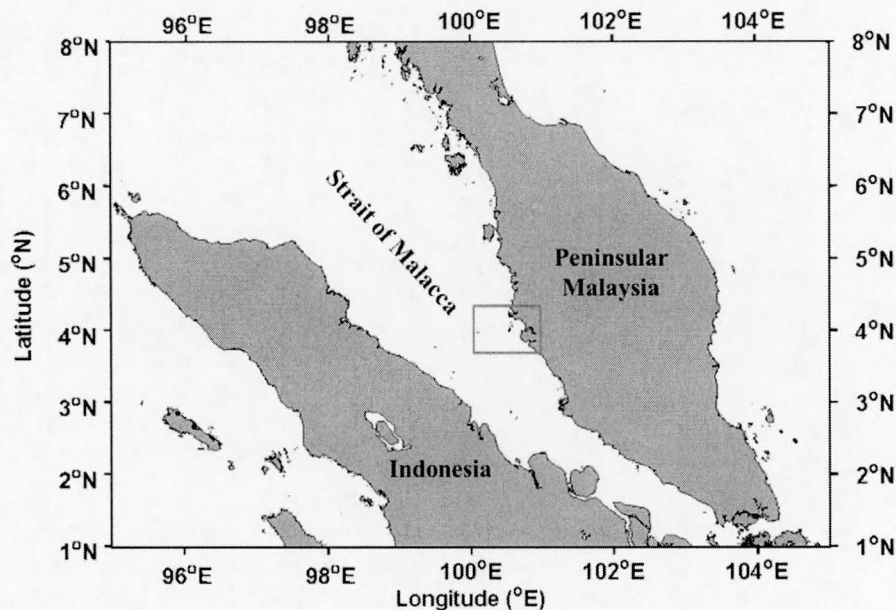 96°E 98°E 100°E 102°E 104°E
8°N 8°N
7°N 7°N
6°N 6°N
Strait of Malacca
Peninsular
Malaysia
5°N 5°N
4°N 4°N
3°N 3°N
Indonesia
2°N 2°N
1°N 1°N
96°E 98°E 100°E 102°E 104°E
Latitude (°N)
Longitude (°E)